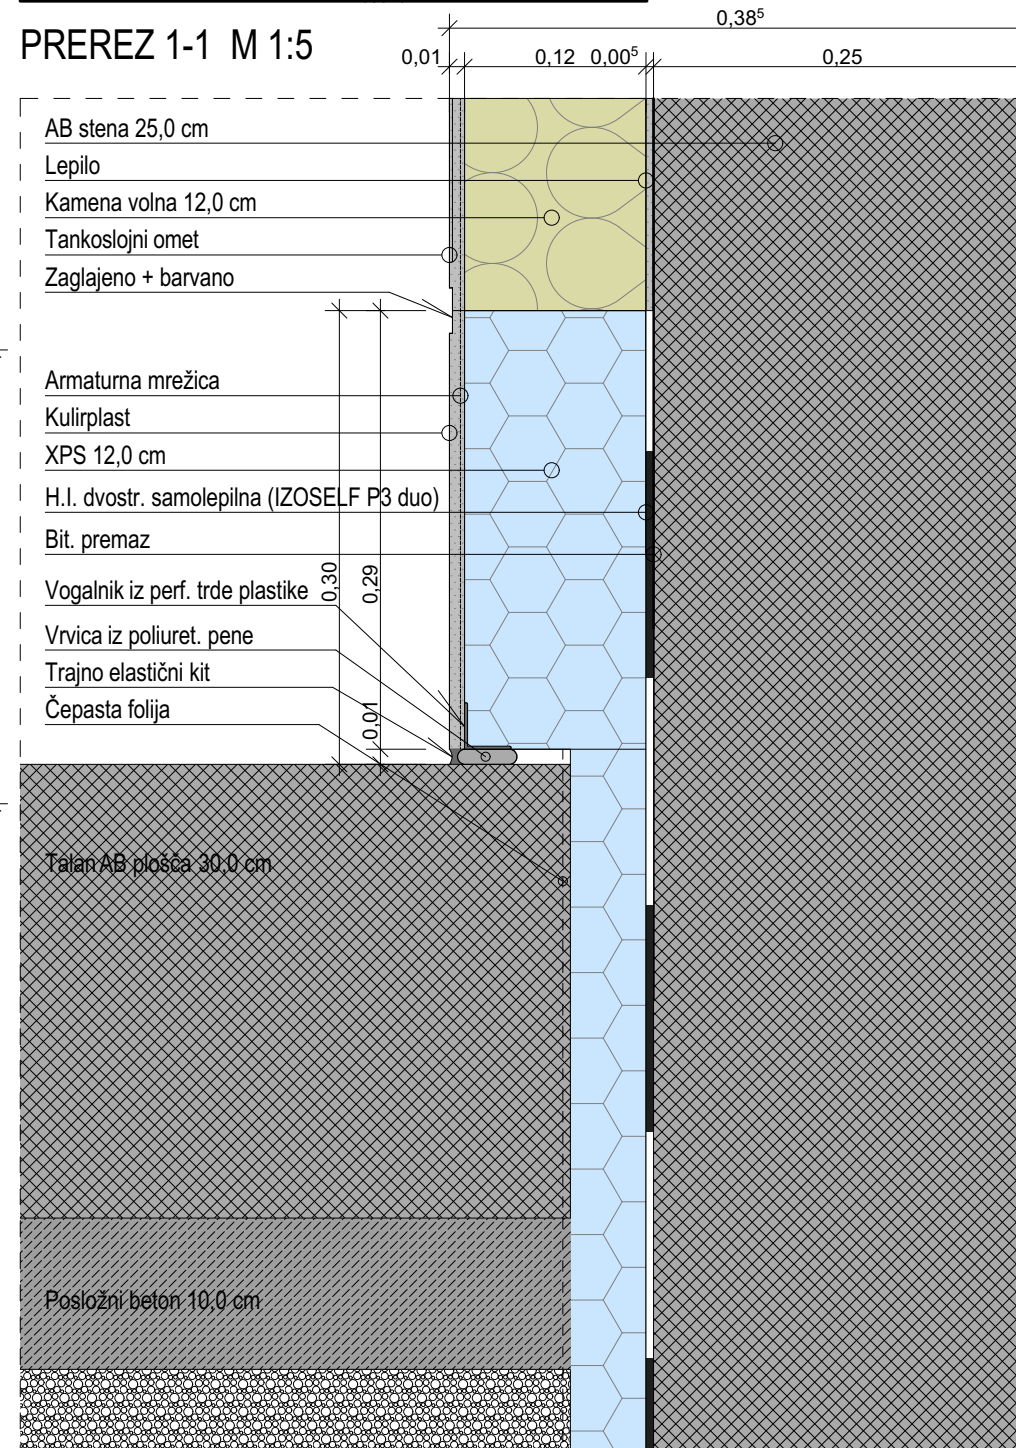 0,38⁵
PREREZ 1-1 M 1:5
0,01 0,12 0,00⁵ 0,25
AB stena 25,0 cm
Lepilo
Kamena volna 12,0 cm
Tankoslojni omet
Zaglajeno + barvano
Armaturna mrežica
Kulirplast
XPS 12,0 cm
H.I. dvostr. samolepilna (IZOSELF P3 duo)
Bit. premaz
Vogalnik iz perf. trde plastike
0,30
0,29
Vrvica iz poliuret. pene
Trajno elastični kit
Čepasta folija
0,01
Talan AB plošča 30,0 cm
Posložni beton 10,0 cm